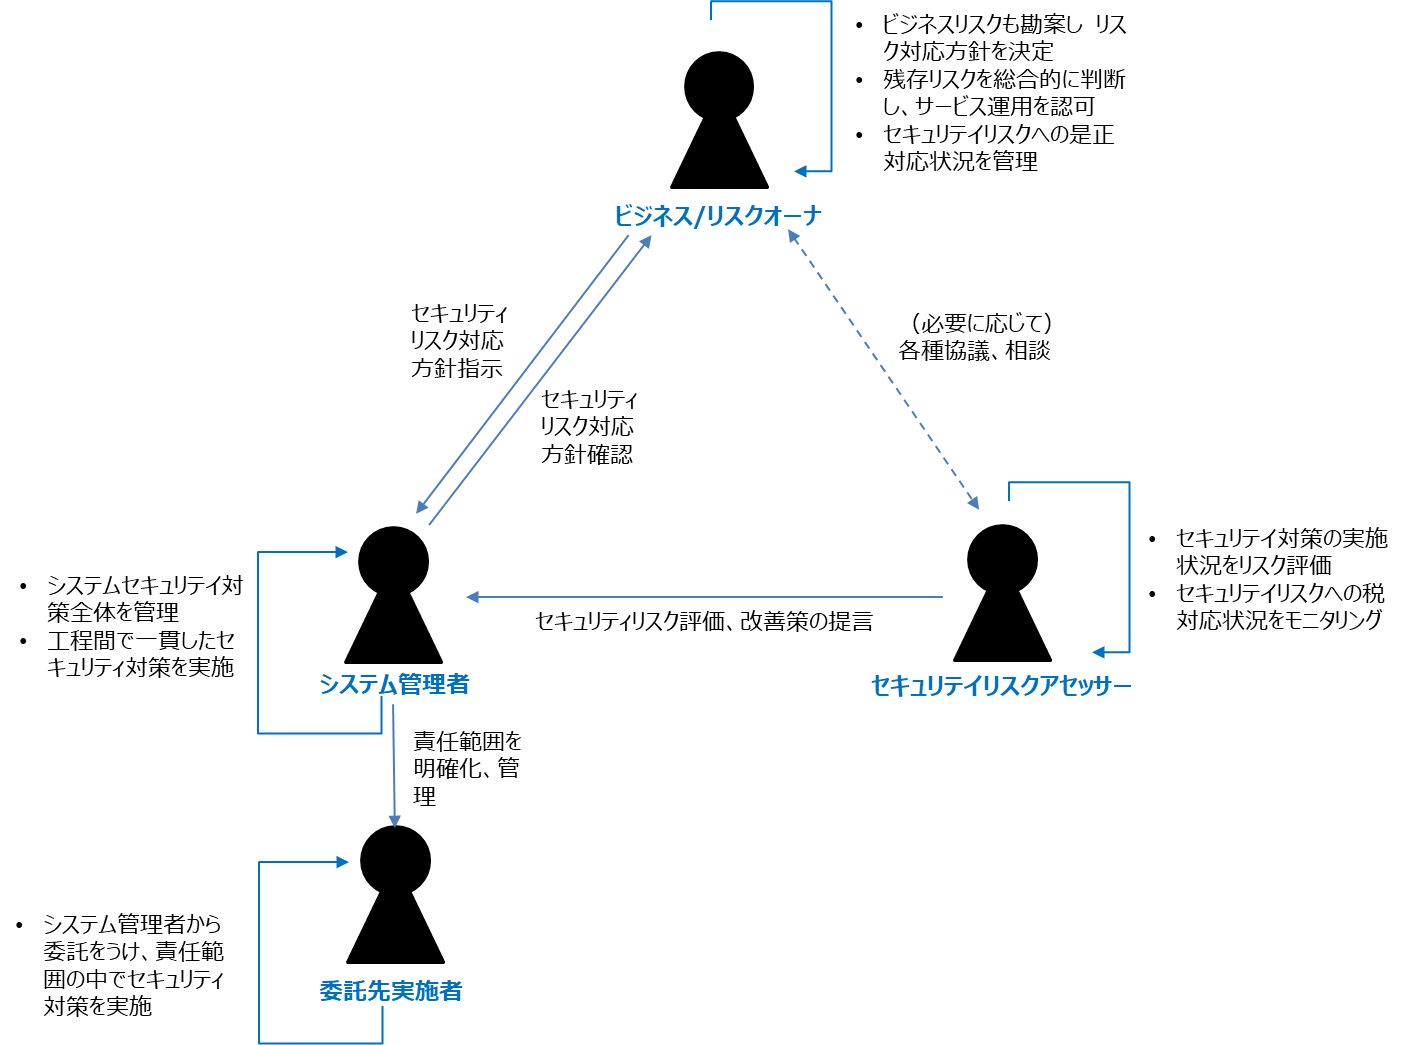 • ビジネスリスクも勘案し リス
ク対応方針を決定
• 残存リスクを総合的に判断
し、サービス運用を認可
• セキュリテイリスクへの是正
対応状況を管理
ビジネス/リスクオーナ
セキュリティ
リスク対応
方針指示
（必要に応じて）
各種協議、相談
セキュリティ
リスク対応
方針確認
• セキュリテイ対策の実施
状況をリスク評価
• セキュリテイリスクへの税
対応状況をモニタリング
• システムセキュリテイ対
策全体を管理
• 工程間で一貫したセ
キュリティ対策を実施
セキュリティリスク評価、改善策の提言
システム管理者
セキュリテイリスクアセッサー
責任範囲を
明確化、管
理
• システム管理者から
委託をうけ、責任範
囲の中でセキュリティ
対策を実施
委託先実施者